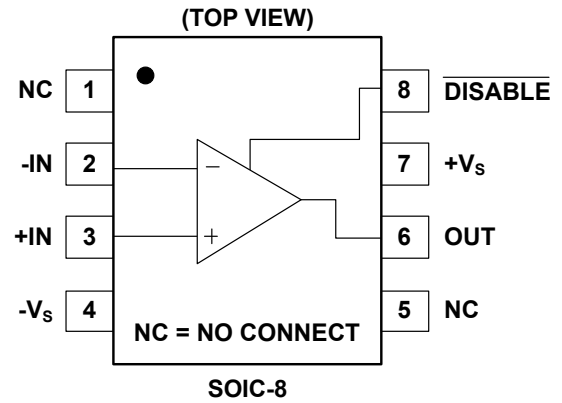 (TOP VIEW)
NC 1
8 DISABLE
-IN 2
7 +VS
+IN 3
6 OUT
-VS 4
5 NC
− 
+
NC = NO CONNECT
SOIC-8